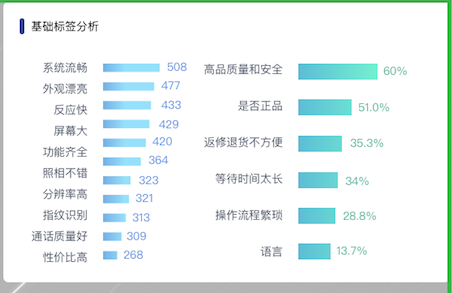 基础标签分析
系统流畅 508
外观漂亮 477
反应快 433
屏幕大 429
功能齐全 420
照相不错 364
分辨率高 323
指纹识别 321
通话质量好 313
性价比高 309
268
高品质量和安全 60%
是否正品 51.0%
返修退货不方便 35.3%
等待时间太长 34%
操作流程繁琐 28.8%
语言 13.7%